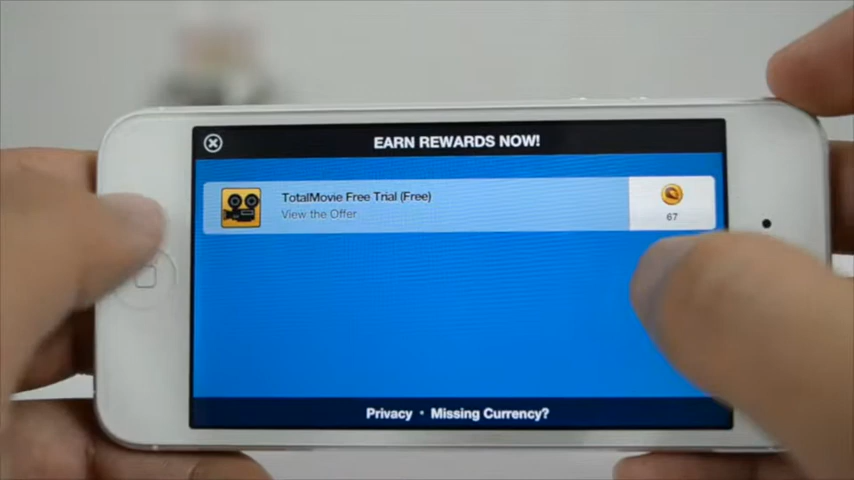 EARN REWARDS NOW!
TotalMovie Free Trial (Free)
View the Offer
67
Privacy • Missing Currency?